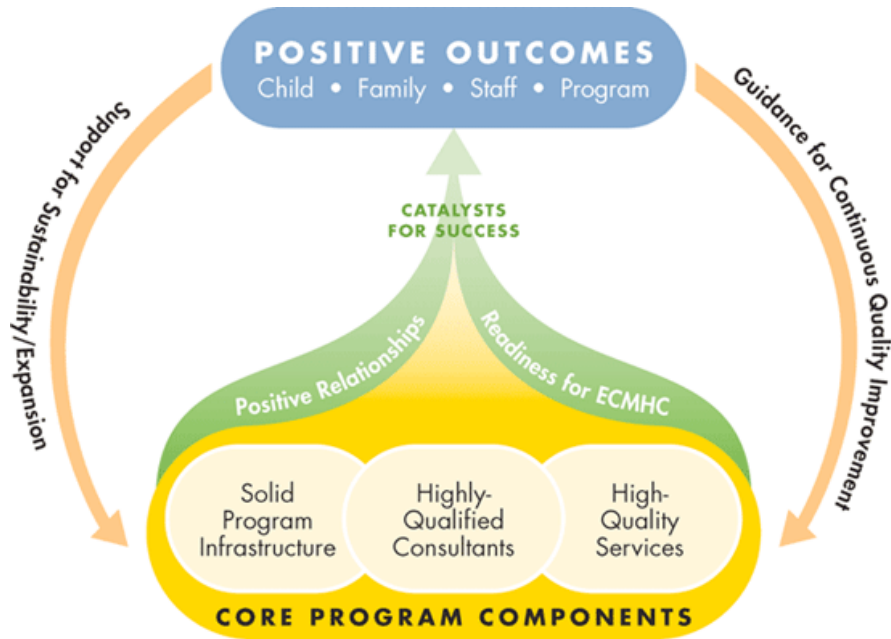 POSITIVE OUTCOMES
Child • Family • Staff • Program
Support for Sustainability/Expansion
Guidance for Continuous Quality Improvement
CATALYSTS
FOR SUCCESS
Positive Relationships
Readiness for ECMHC
Solid
Program
Infrastructure
Highly-
Qualified
Consultants
High-
Quality
Services
CORE PROGRAM COMPONENTS